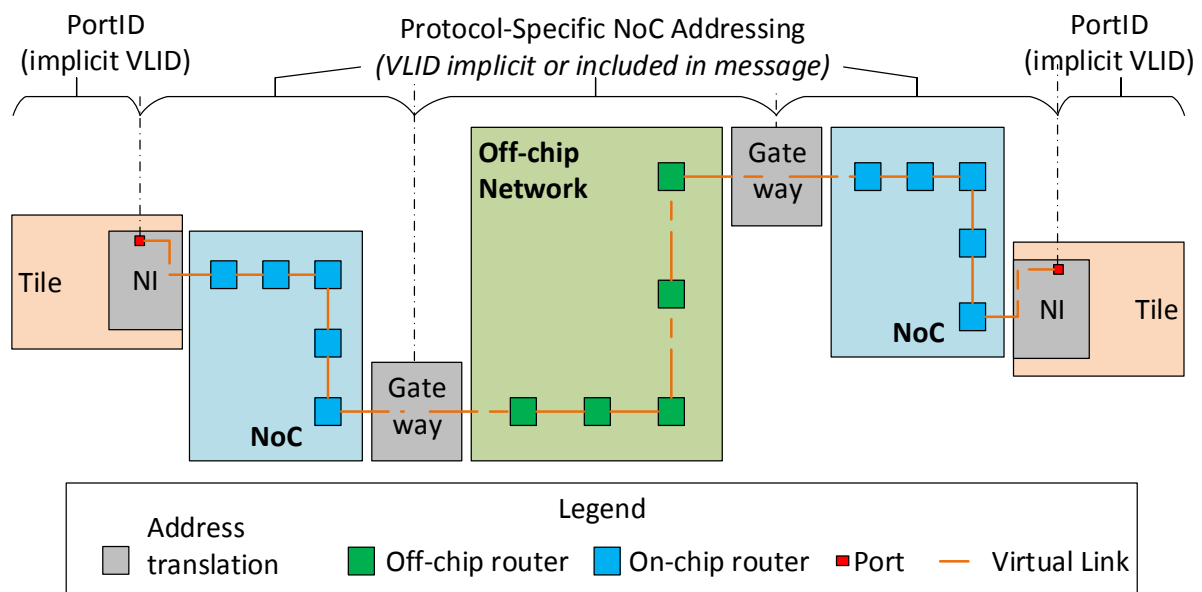 PortID
(implicit VLID)
Protocol-Specific NoC Addressing
(VLID implicit or included in message)
PortID
(implicit VLID)
Off-chip
Network
Gate
way
Tile
NI
NoC
Gate
way
NoC
NI
Tile
Legend
Address
translation
Off-chip router
On-chip router
Port
Virtual Link